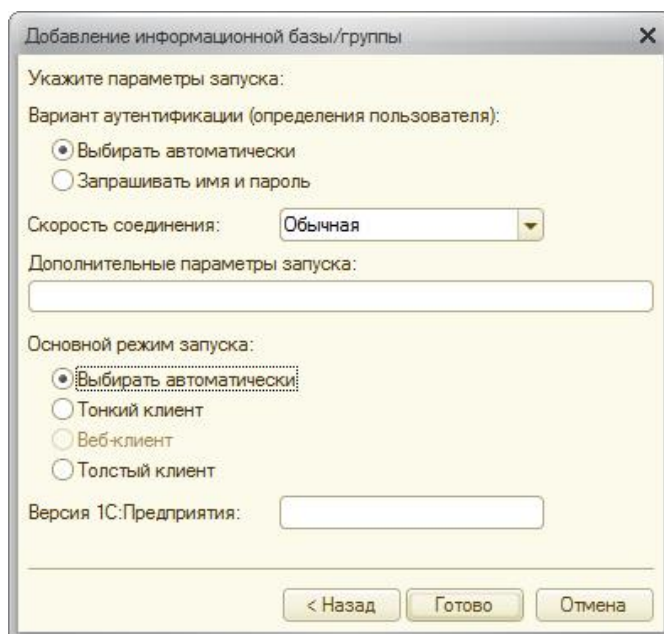 Добавление информационной базы/группы
Укажите параметры запуска:
Вариант аутентификации (определения пользователя):
Выбирать автоматически
Запрашивать имя и пароль
Скорость соединения: Обычная
Дополнительные параметры запуска:
Основной режим запуска:
Выбирать автоматически
Тонкий клиент
Веб-клиент
Толстый клиент
Версия 1С:Предприятия:
< Назад Готово Отмена